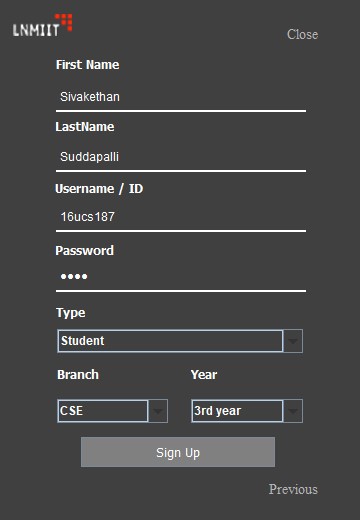 LNMIIT
Close
First Name
Sivakethan
LastName
Suddapalli
Username / ID
16ucs187
Password
••••
Type
Student
Branch Year
CSE 3rd year
Sign Up
Previous